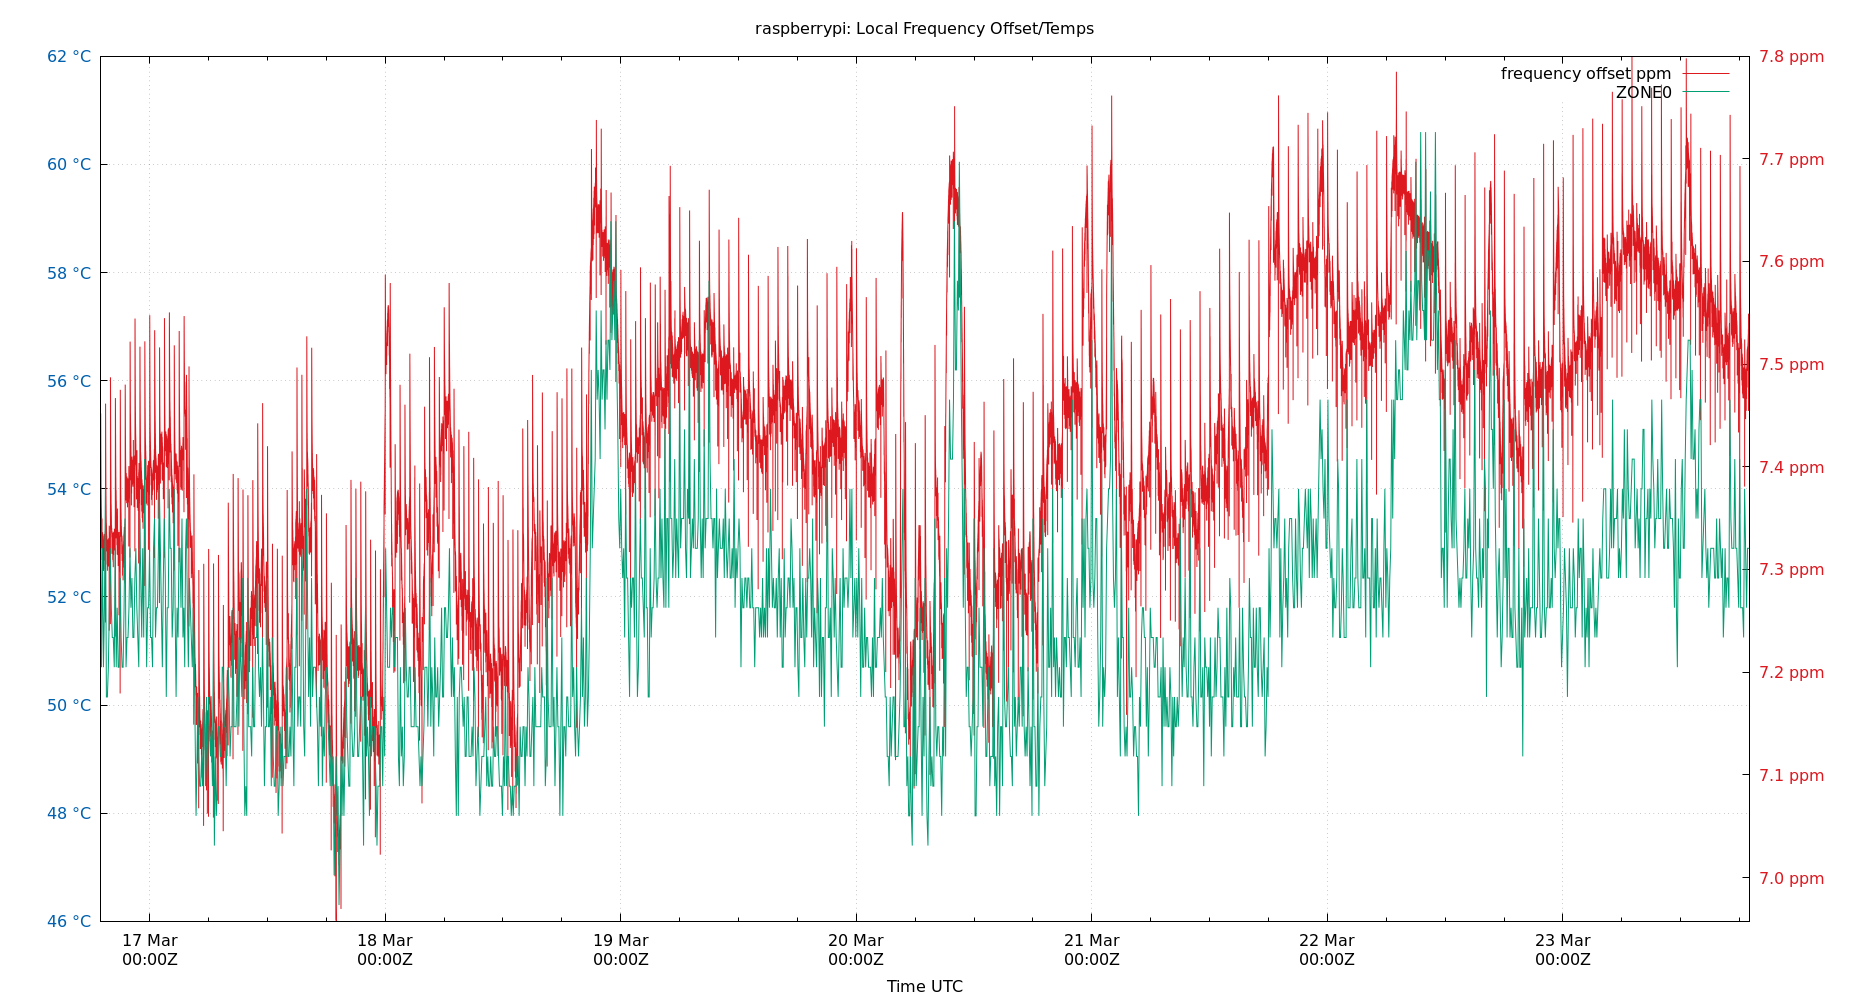 raspberrypi: Local Frequency Offset/Temps
62 °C
60 °C
58 °C
56 °C
54 °C
52 °C
50 °C
48 °C
46 °C
7.8 ppm
7.7 ppm
7.6 ppm
7.5 ppm
7.4 ppm
7.3 ppm
7.2 ppm
7.1 ppm
7.0 ppm
frequency offset ppm
ZONE0
17 Mar
00:00Z
18 Mar
00:00Z
19 Mar
00:00Z
20 Mar
00:00Z
21 Mar
00:00Z
22 Mar
00:00Z
23 Mar
00:00Z
Time UTC